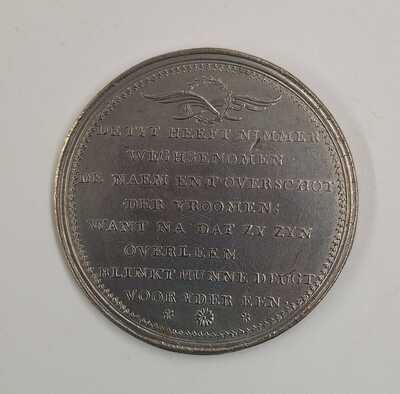 DE TYT HEEFT NIMMER
WEGHGENOMEN
DE NAEM EN T OVERSCHOT
DER VROOMEN;
WANT NA DAT ZY ZYN
OVERLEEN
BLINKT HUNNE DEUGT
VOOR YDER EEN;